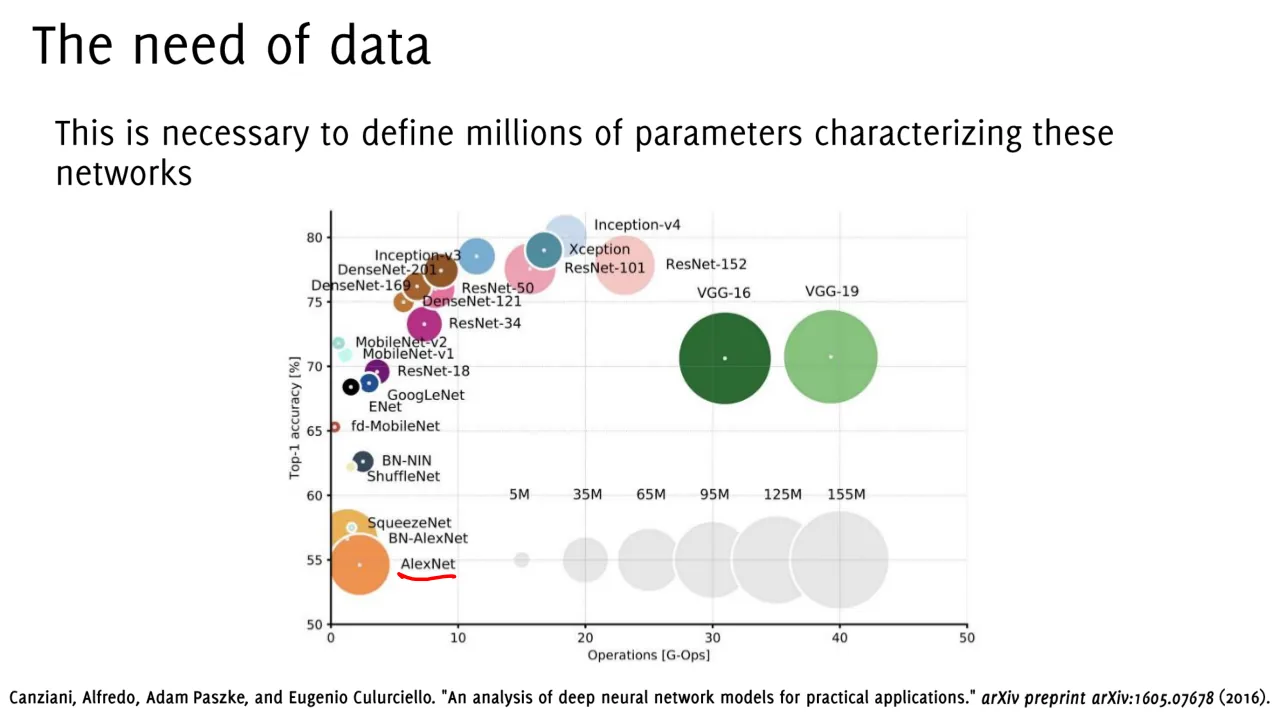 The need of data
This is necessary to define millions of parameters characterizing these
networks
80
75
70
65
60
55
50
Top-1 accuracy [%]
Inception-v4
Inception-v3
Xception
DenseNet-201
ResNet-101
ResNet-152
DenseNet-169
ResNet-50
DenseNet-121
VGG-16
VGG-19
ResNet-34
MobileNet-v2
MobileNet-v1
ResNet-18
GoogLeNet
ENet
fd-MobileNet
BN-NIN
ShuffleNet
5M 35M 65M 95M 125M 155M
SqueezeNet
BN-AlexNet
AlexNet
0 10 20 30 40 50
Operations [G-Ops]
Canziani, Alfredo, Adam Paszke, and Eugenio Culurciello. "An analysis of deep neural network models for practical applications." arXiv preprint arXiv:1605.07678 (2016).